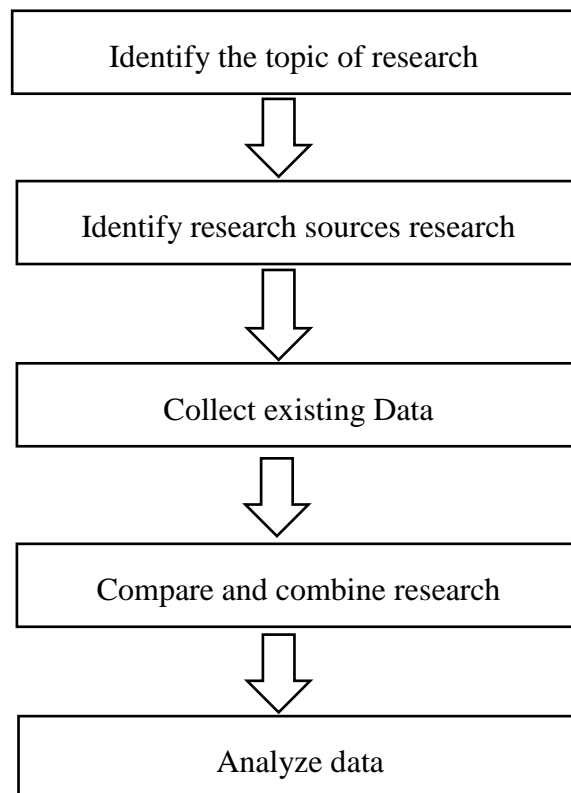 Identify the topic of research
Identify research sources research
Collect existing Data
Compare and combine research
Analyze data